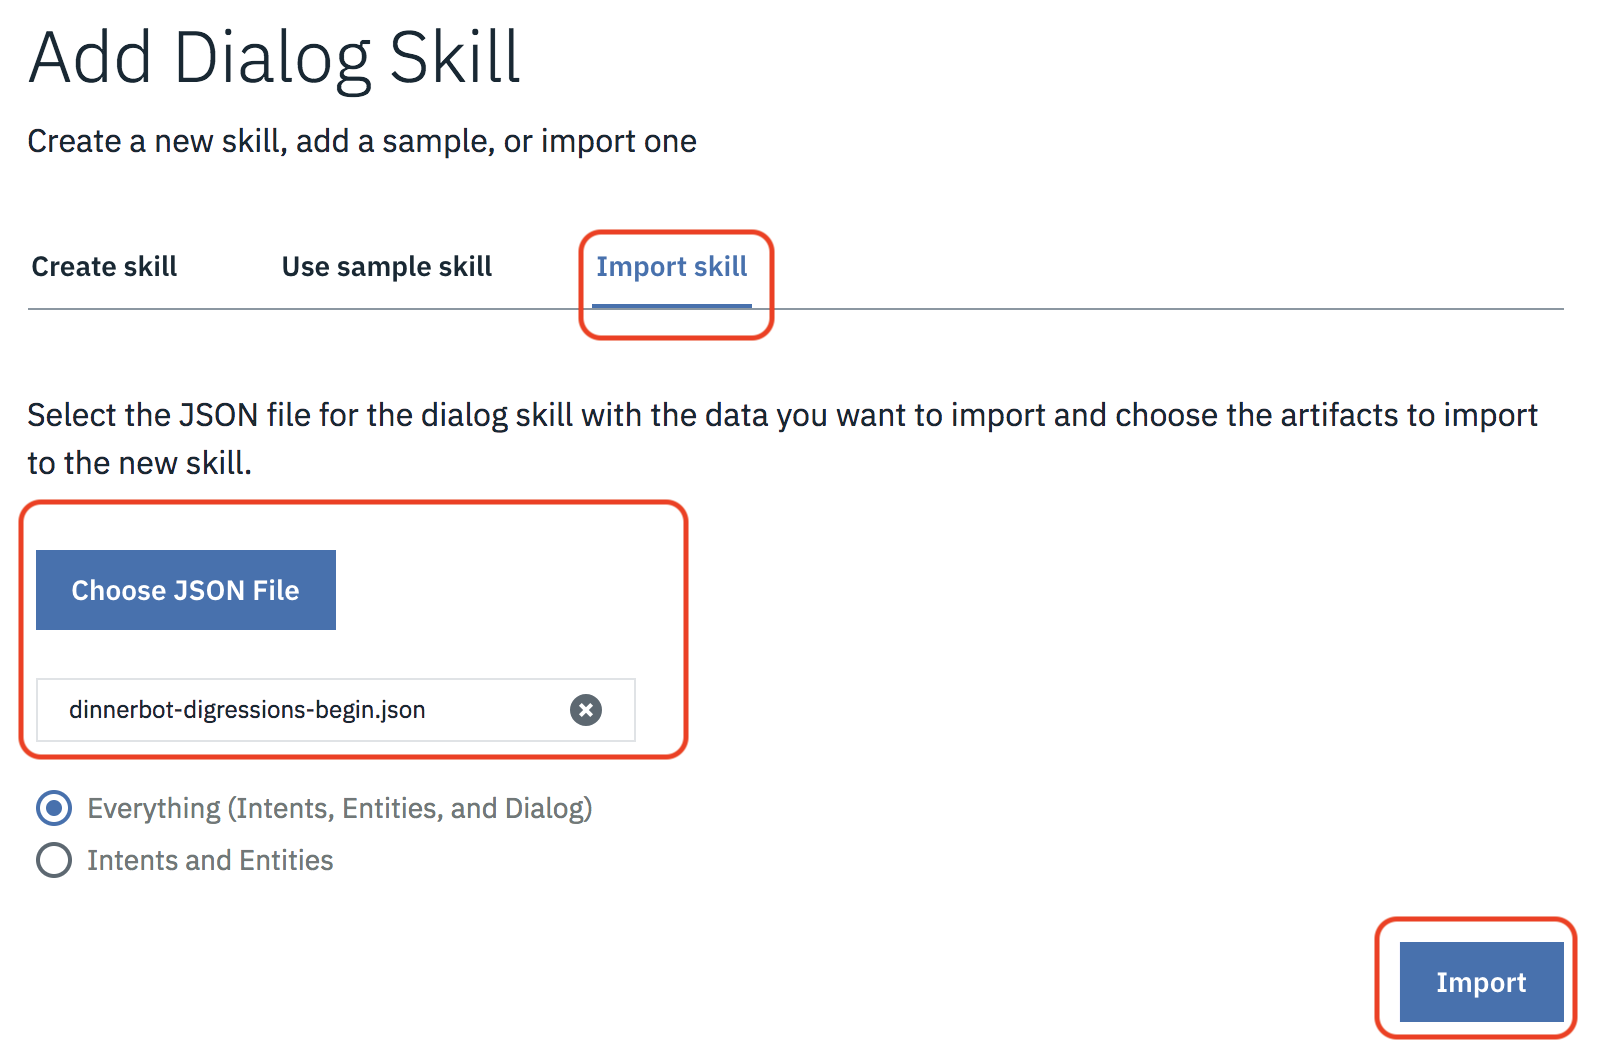 Add Dialog Skill
Create a new skill, add a sample, or import one
Create skill
Use sample skill
Import skill
Select the JSON file for the dialog skill with the data you want to import and choose the artifacts to import
to the new skill.
Choose JSON File
dinnerbot-digressions-begin.json
Everything (Intents, Entities, and Dialog)
Intents and Entities
Import